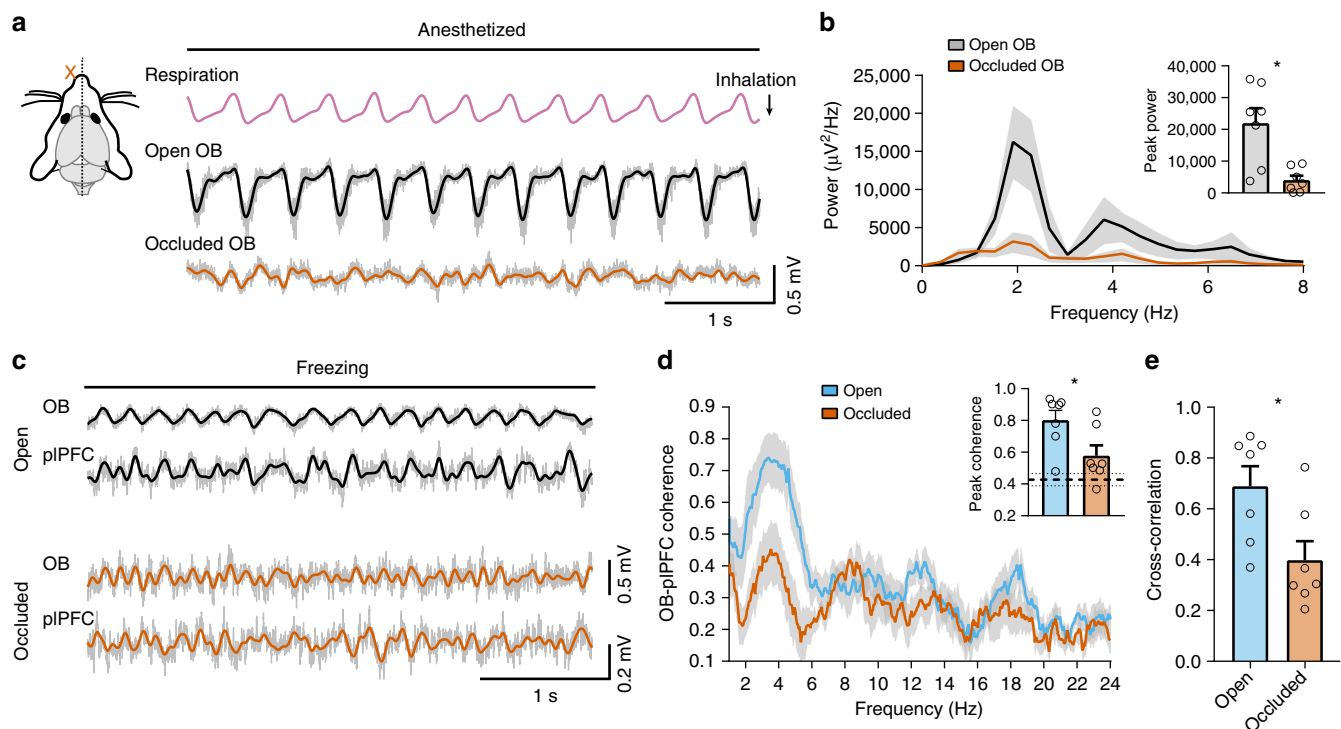 a
Anesthetized
X
Respiration
Inhalation
Open OB
Occluded OB
0.5 mV
1 s
b
Open OB
Occluded OB
25,000
20,000
15,000
10,000
5000
0
Power (μV²/Hz)
0 2 4 6 8
Frequency (Hz)
40,000
30,000
20,000
10,000
0
Peak power
*
c
Freezing
OB
Open
plPFC
OB
0.5 mV
Occluded
plPFC
0.2 mV
1 s
d
Open
Occluded
0.9
0.8
0.7
0.6
0.5
0.4
0.3
0.2
0.1
OB-plPFC coherence
2 4 6 8 10 12 14 16 18 20 22 24
Frequency (Hz)
1.0
0.8
0.6
0.4
0.2
Peak coherence
*
e
1.0
0.8
0.6
0.4
0.2
0.0
Cross-correlation
*
Open
Occluded